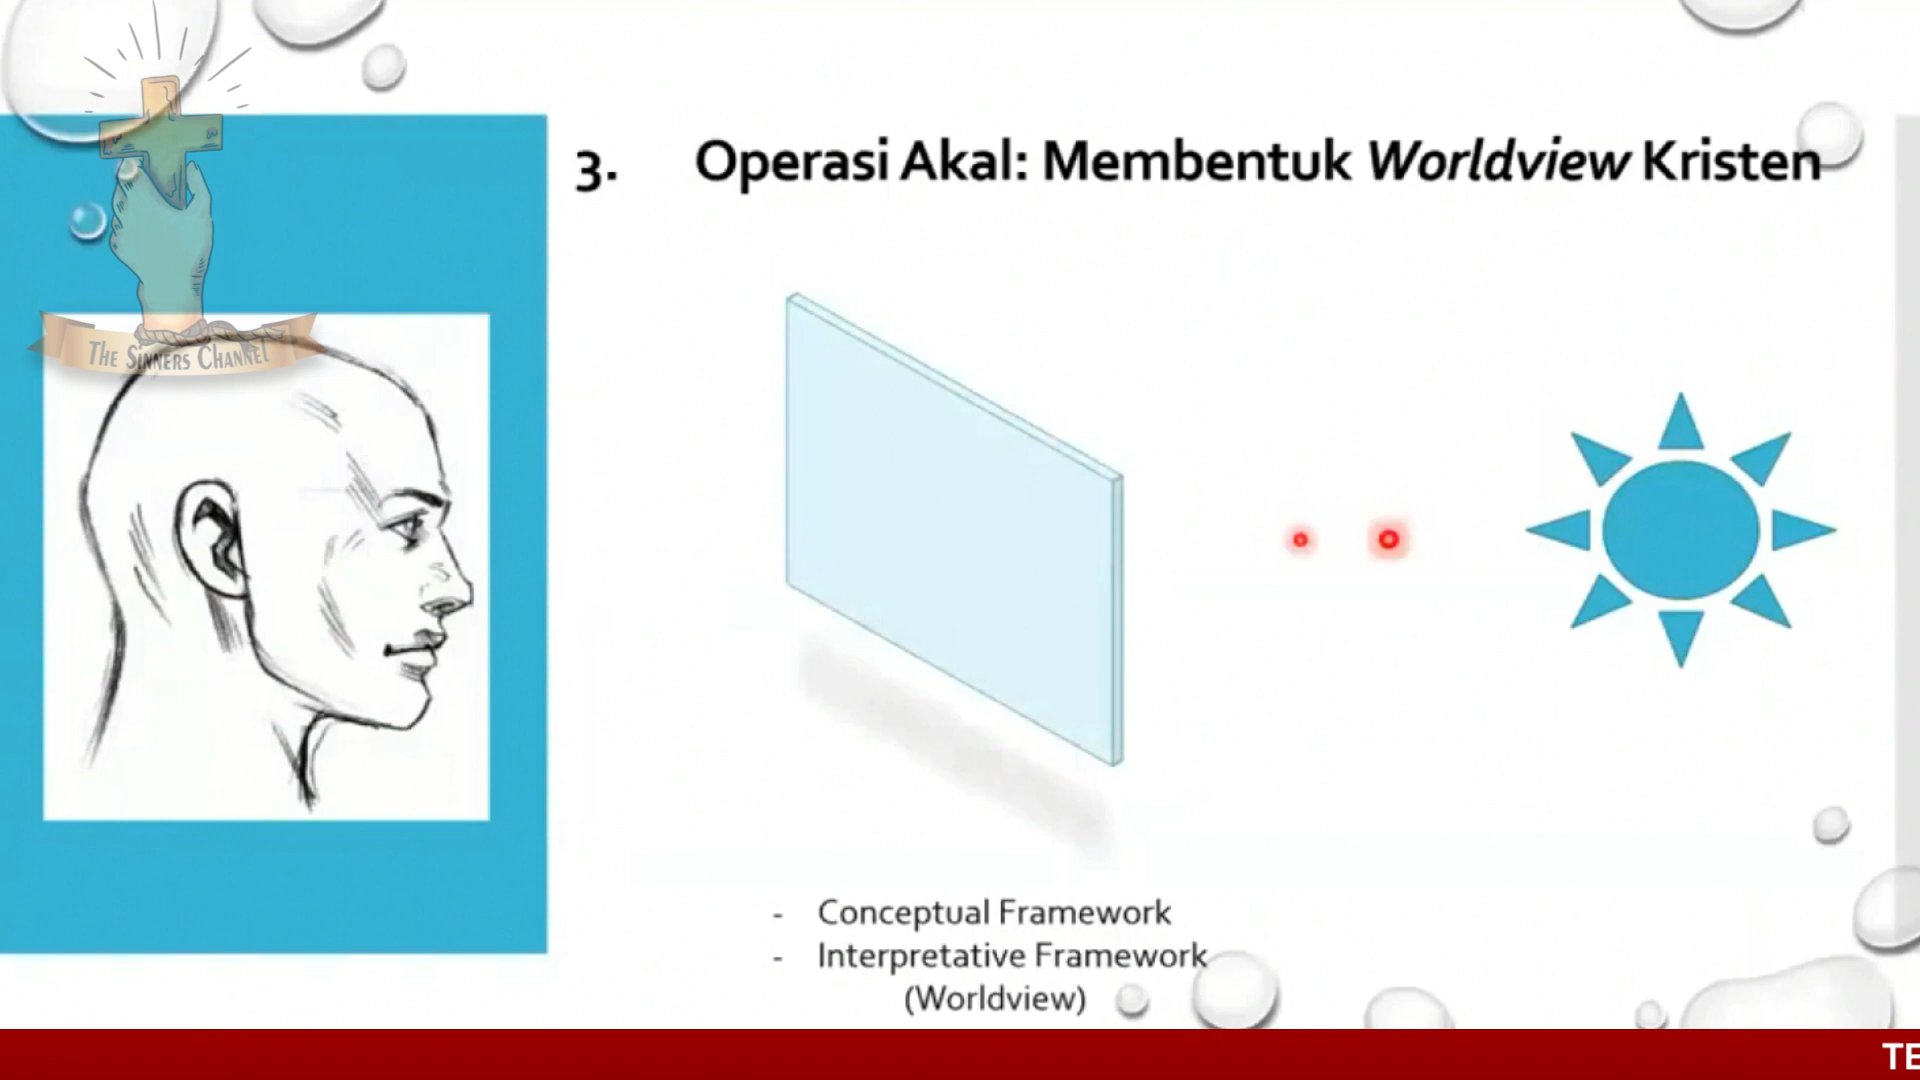 THE SINNERS CHANNEL
3. Operasi Akal: Membentuk Worldview Kristen
- Conceptual Framework
- Interpretative Framework
(Worldview)
TE